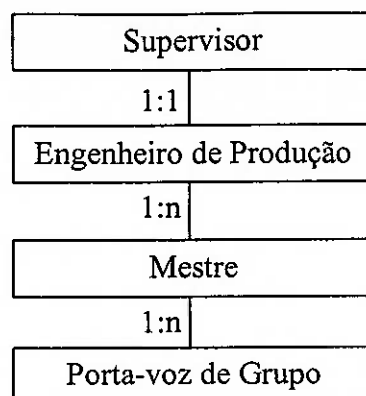 Supervisor
1:1
Engenheiro de Produção
1:n
Mestre
1:n
Porta-voz de Grupo